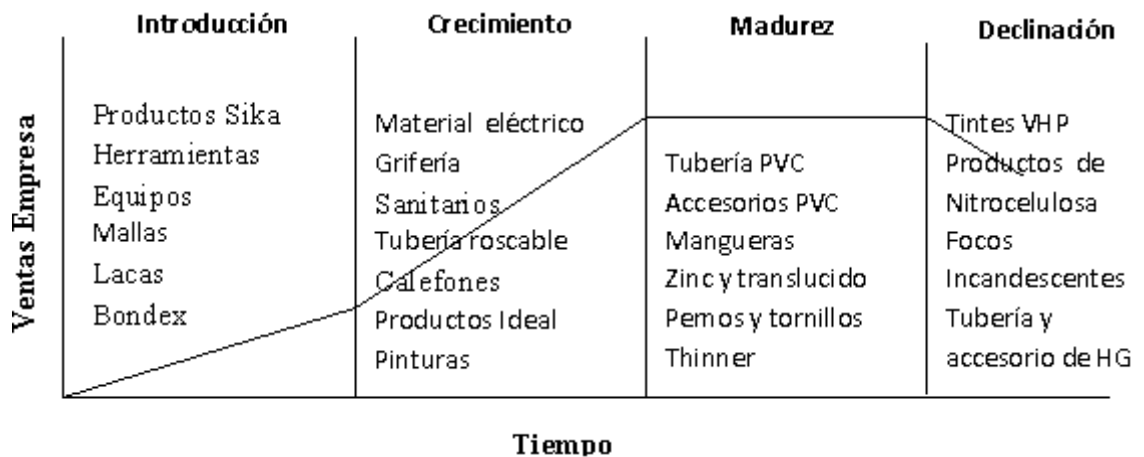 Introducción
Crecimiento
Madurez
Declinación
Ventas Empresa
Productos Sika
Herramientas
Equipos
Mallas
Lacas
Bondex
Material eléctrico
Grifería
Sanitarios
Tubería roscable
Calefones
Productos Ideal
Pinturas
Tubería PVC
Accesorios PVC
Mangueras
Zinc y translucido
Pernos y tornillos
Thinner
Tintes VHP
Productos de
Nitrocelulosa
Focos
Incandescentes
Tubería y
accesorio de HG
Tiempo